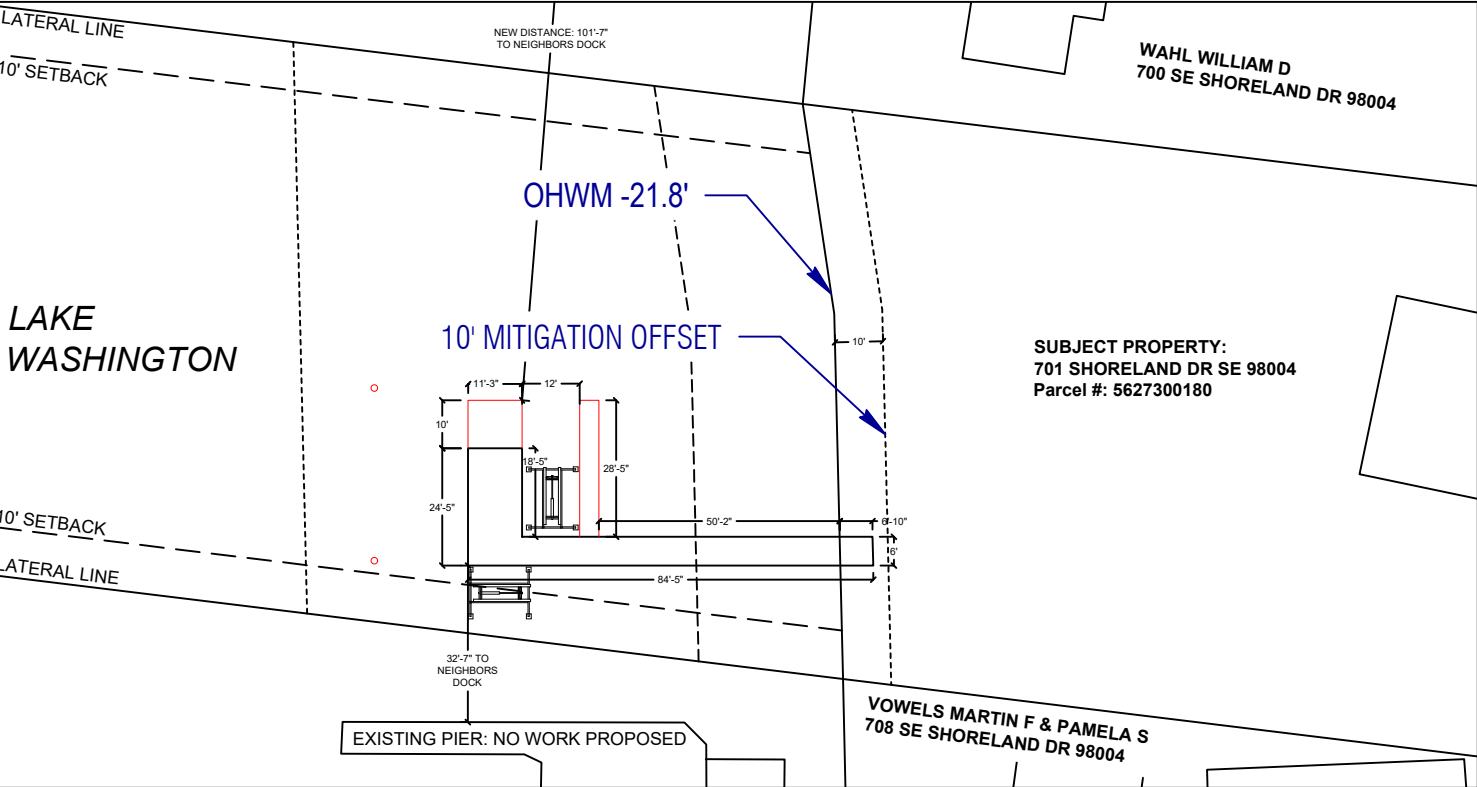 LATERAL LINE
10' SETBACK
NEW DISTANCE: 101'-7"
TO NEIGHBORS DOCK
WAHL WILLIAM D
700 SE SHORELAND DR 98004
OHWM -21.8'
LAKE
WASHINGTON
10' MITIGATION OFFSET
10'
SUBJECT PROPERTY:
701 SHORELAND DR SE 98004
Parcel #: 5627300180
11'-3"
12'
10'
18'-5"
28'-5"
24'-5"
50'-2"
6'-10"
6'
84'-5"
10' SETBACK
LATERAL LINE
32'-7" TO
NEIGHBORS
DOCK
VOWELS MARTIN F & PAMELA S
708 SE SHORELAND DR 98004
EXISTING PIER: NO WORK PROPOSED